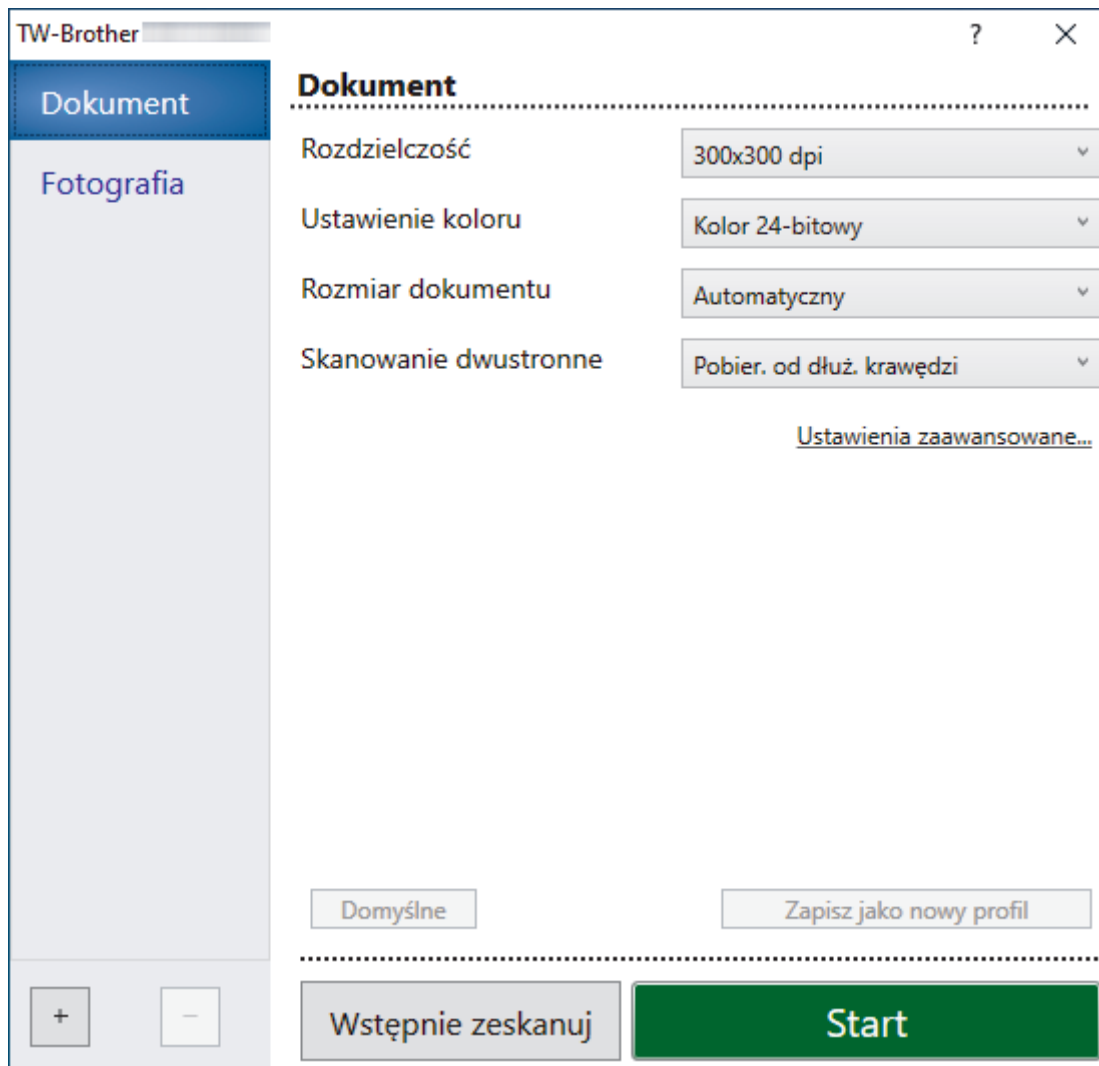 TW-Brother
?
Dokument
Fotografia
Dokument
Rozdzielczość
300x300 dpi
Ustawienie koloru
Kolor 24-bitowy
Rozmiar dokumentu
Automatyczny
Skanowanie dwustronne
Pobier. od dłuż. krawędzi
Ustawienia zaawansowane...
Domyślne
Zapisz jako nowy profil
+
−
Wstępnie zeskanuj
Start